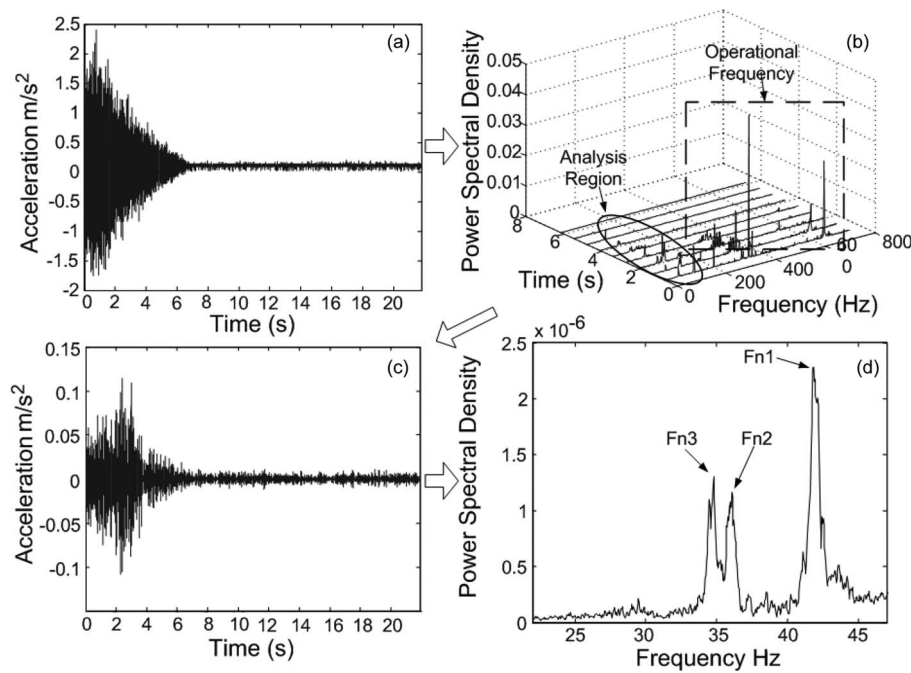 (a)
2.5
2
1.5
1
0.5
0
-0.5
-1
-1.5
-2
Acceleration m/s²
0 2 4 6 8 10 12 14 16 18 20
Time (s)
(b)
0.05
0.04
0.03
0.02
0.01
0
Power Spectral Density
Operational
Frequency
Analysis
Region
8 6 4 2 0
Time (s)
0 200 400 60 800
0
Frequency (Hz)
(c)
0.15
0.1
0.05
0
-0.05
-0.1
Acceleration m/s²
0 2 4 6 8 10 12 14 16 18 20
Time (s)
(d)
x 10⁻⁶
2.5
2
1.5
1
0.5
0
Power Spectral Density
Fn1
Fn3
Fn2
25 30 35 40 45
Frequency Hz